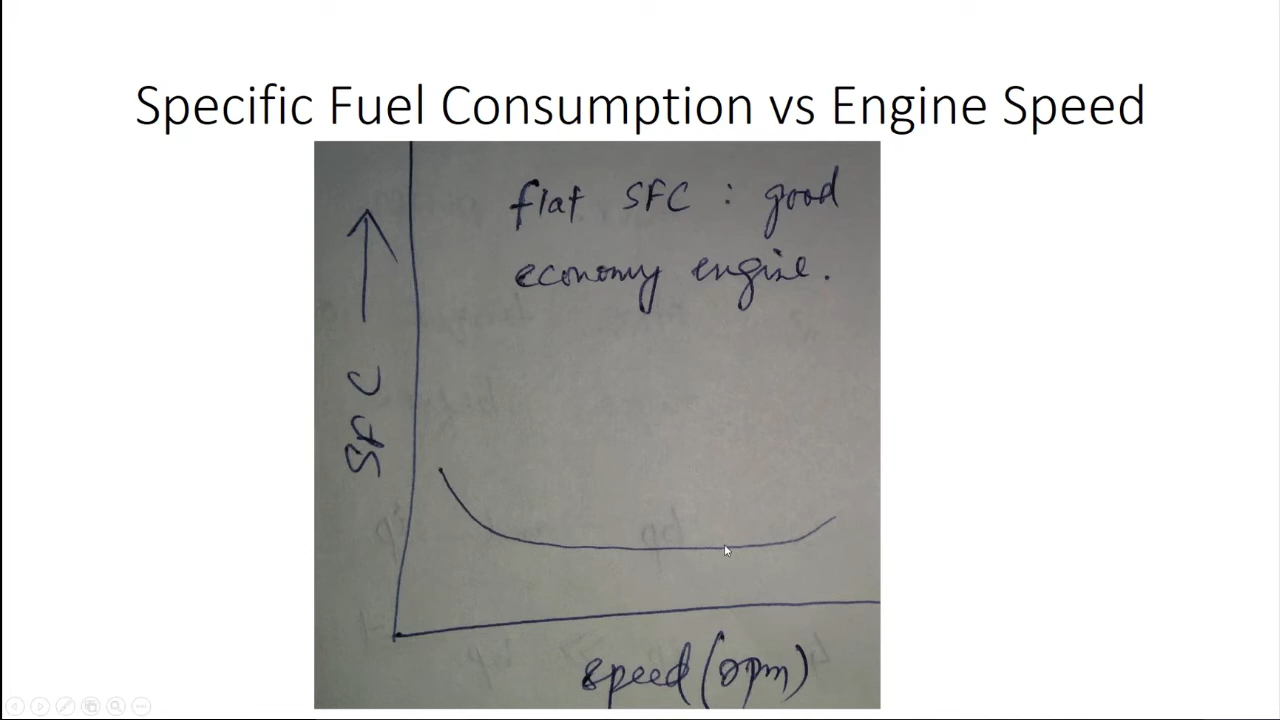 Specific Fuel Consumption vs Engine Speed
flat SFC : good
economy engine.
SFC
speed (rpm)